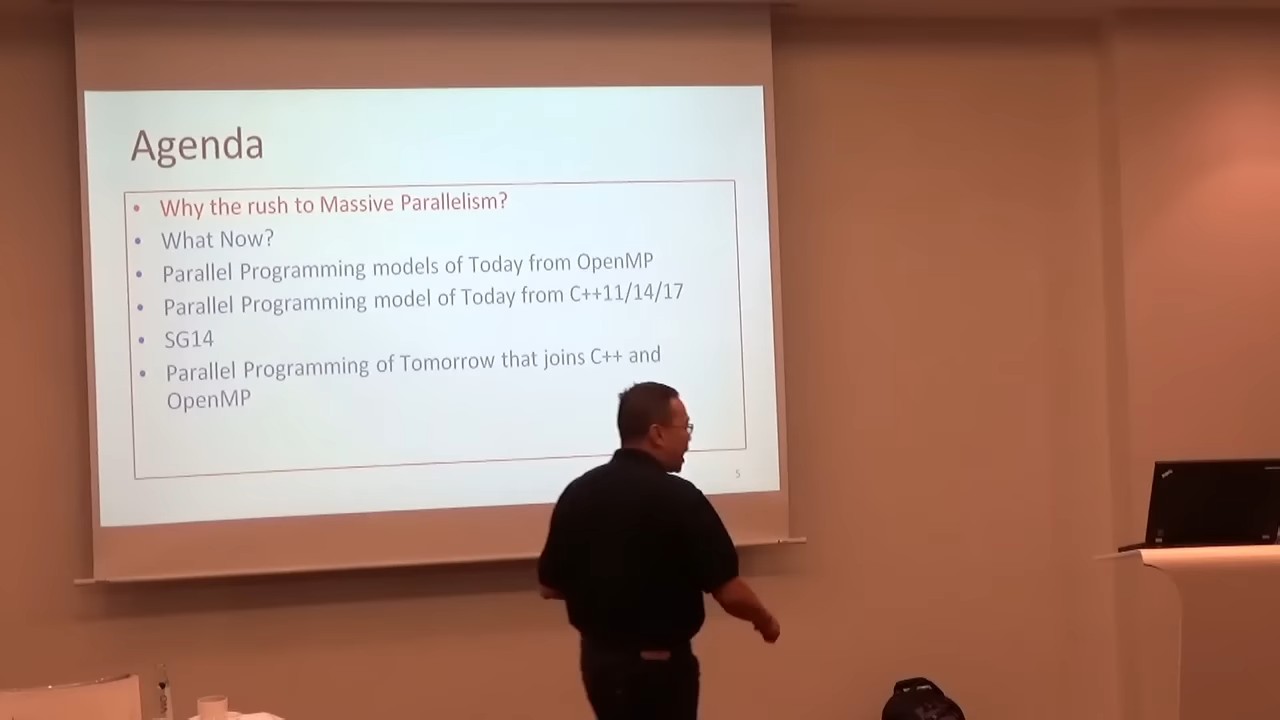 Agenda
• Why the rush to Massive Parallelism?
• What Now?
• Parallel Programming models of Today from OpenMP
• Parallel Programming model of Today from C++11/14/17
• SG14
• Parallel Programming of Tomorrow that joins C++ and
OpenMP
5